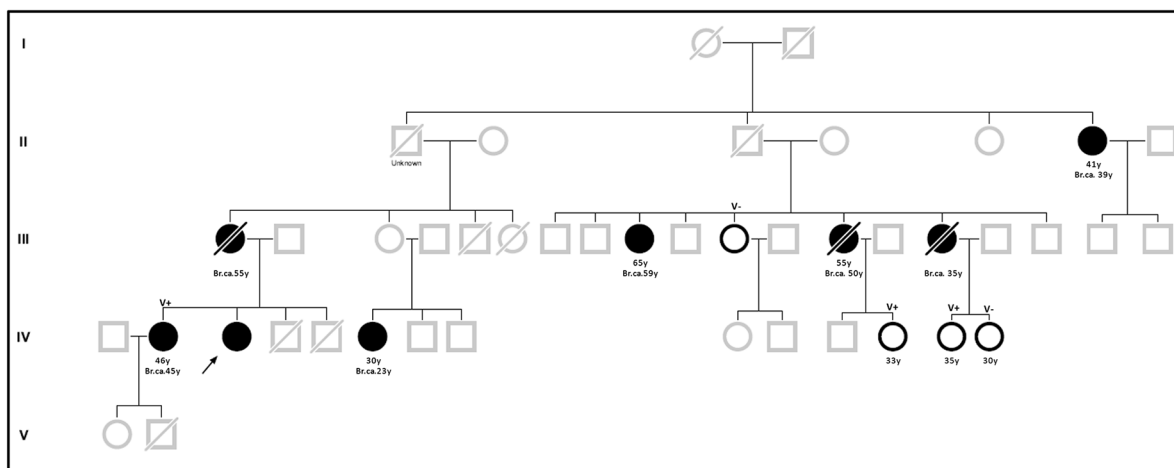 I
II
Unknown
41y
Br.ca. 39y
V-
III
Br.ca.55y
65y
Br.ca.59y
55y
Br.ca. 50y
Br.ca. 35y
V+
V+
V+
V-
IV
46y
Br.ca.45y
30y
Br.ca.23y
33y
35y
30y
V